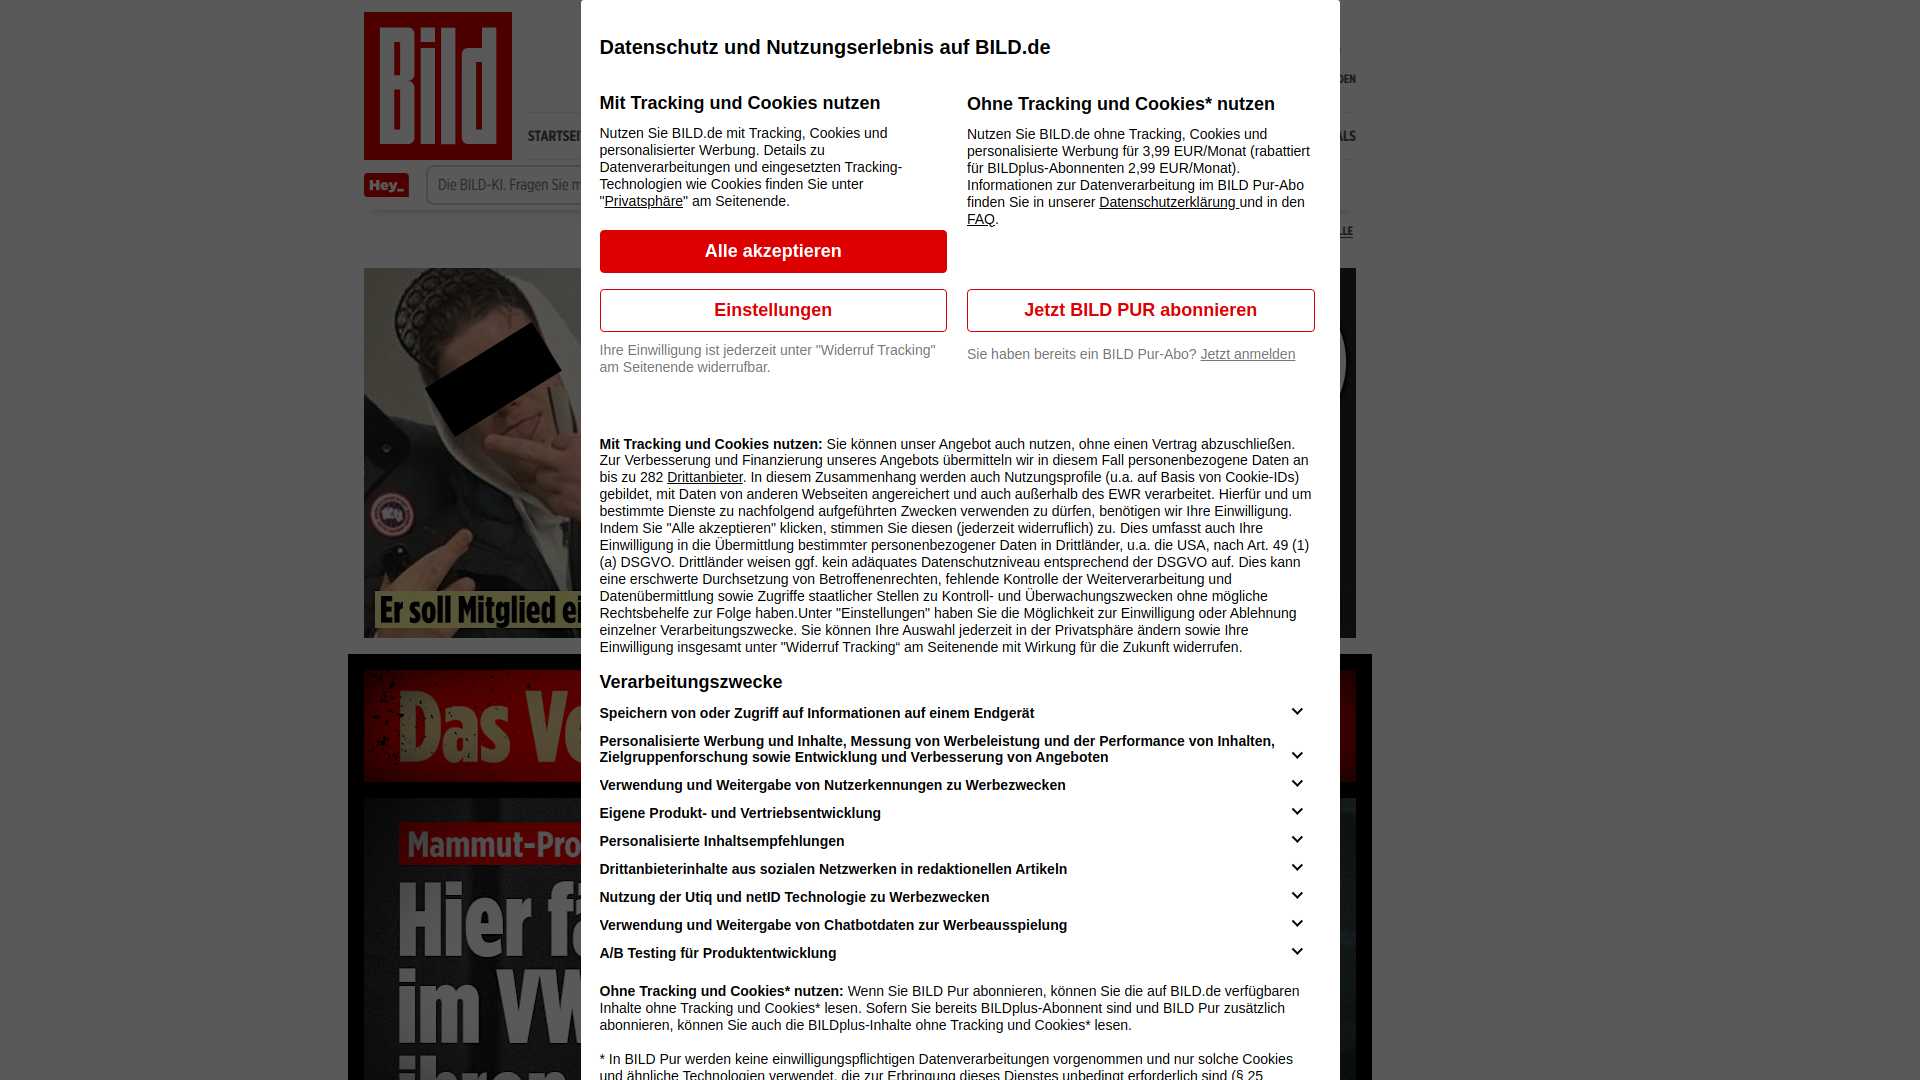 Bild
Datenschutz und Nutzungserlebnis auf BILD.de
Mit Tracking und Cookies nutzen
Nutzen Sie BILD.de mit Tracking, Cookies und
personalisierter Werbung. Details zu
Datenverarbeitungen und eingesetzten Tracking-
Technologien wie Cookies finden Sie unter
"Privatsphäre" am Seitenende.
Alle akzeptieren
Einstellungen
Ihre Einwilligung ist jederzeit unter "Widerruf Tracking"
am Seitenende widerrufbar.
Ohne Tracking und Cookies* nutzen
Nutzen Sie BILD.de ohne Tracking, Cookies und
personalisierte Werbung für 3,99 EUR/Monat (rabattiert
für BILDplus-Abonnenten 2,99 EUR/Monat).
Informationen zur Datenverarbeitung im BILD Pur-Abo
finden Sie in unserer Datenschutzerklärung und in den
FAQ.
Jetzt BILD PUR abonnieren
Sie haben bereits ein BILD Pur-Abo? Jetzt anmelden
Mit Tracking und Cookies nutzen: Sie können unser Angebot auch nutzen, ohne einen Vertrag abzuschließen.
Zur Verbesserung und Finanzierung unseres Angebots übermitteln wir in diesem Fall personenbezogene Daten an
bis zu 282 Drittanbieter. In diesem Zusammenhang werden auch Nutzungsprofile (u.a. auf Basis von Cookie-IDs)
gebildet, mit Daten von anderen Webseiten angereichert und auch außerhalb des EWR verarbeitet. Hierfür und um
bestimmte Dienste zu nachfolgend aufgeführten Zwecken verwenden zu dürfen, benötigen wir Ihre Einwilligung.
Indem Sie "Alle akzeptieren" klicken, stimmen Sie diesen (jederzeit widerruflich) zu. Dies umfasst auch Ihre
Einwilligung in die Übermittlung bestimmter personenbezogener Daten in Drittländer, u.a. die USA, nach Art. 49 (1)
(a) DSGVO. Drittländer weisen ggf. kein adäquates Datenschutzniveau entsprechend der DSGVO auf. Dies kann
eine erschwerte Durchsetzung von Betroffenenrechten, fehlende Kontrolle der Weiterverarbeitung und
Datenübermittlung sowie Zugriffe staatlicher Stellen zu Kontroll- und Überwachungszwecken ohne mögliche
Rechtsbehelfe zur Folge haben.Unter "Einstellungen" haben Sie die Möglichkeit zur Einwilligung oder Ablehnung
einzelner Verarbeitungszwecke. Sie können Ihre Auswahl jederzeit in der Privatsphäre ändern sowie Ihre
Einwilligung insgesamt unter "Widerruf Tracking“ am Seitenende mit Wirkung für die Zukunft widerrufen.
Verarbeitungszwecke
Speichern von oder Zugriff auf Informationen auf einem Endgerät
Personalisierte Werbung und Inhalte, Messung von Werbeleistung und der Performance von Inhalten,
Zielgruppenforschung sowie Entwicklung und Verbesserung von Angeboten
Verwendung und Weitergabe von Nutzerkennungen zu Werbezwecken
Eigene Produkt- und Vertriebsentwicklung
Personalisierte Inhaltsempfehlungen
Drittanbieterinhalte aus sozialen Netzwerken in redaktionellen Artikeln
Nutzung der Utiq und netID Technologie zu Werbezwecken
Verwendung und Weitergabe von Chatbotdaten zur Werbeausspielung
A/B Testing für Produktentwicklung
Ohne Tracking und Cookies* nutzen: Wenn Sie BILD Pur abonnieren, können Sie die auf BILD.de verfügbaren
Inhalte ohne Tracking und Cookies* lesen. Sofern Sie bereits BILDplus-Abonnent sind und BILD Pur zusätzlich
abonnieren, können Sie auch die BILDplus-Inhalte ohne Tracking und Cookies* lesen.
* In BILD Pur werden keine einwilligungspflichtigen Datenverarbeitungen vorgenommen und nur solche Cookies
und ähnliche Technologien verwendet, die zur Erbringung dieses Dienstes unbedingt erforderlich sind (§ 25
STARTSEI
Hey_
Die BILD-KI. Fragen Sie
Er soll Mitglied ei
Das
Mammut-Pro
Hier
im